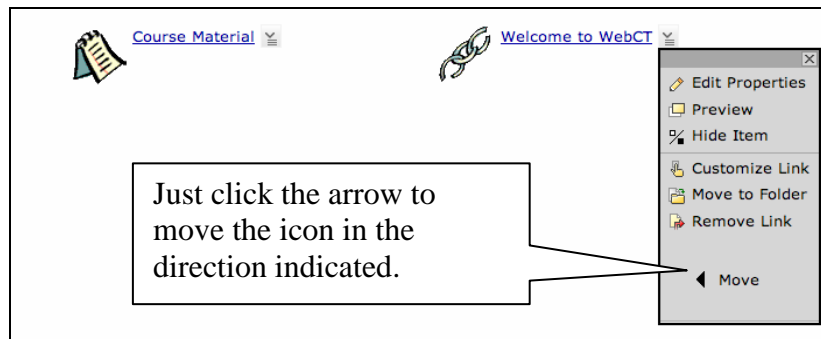 Course Material Welcome to WebCT
Edit Properties
Preview
Hide Item
Customize Link
Move to Folder
Remove Link
Just click the arrow to
move the icon in the
direction indicated.
Move